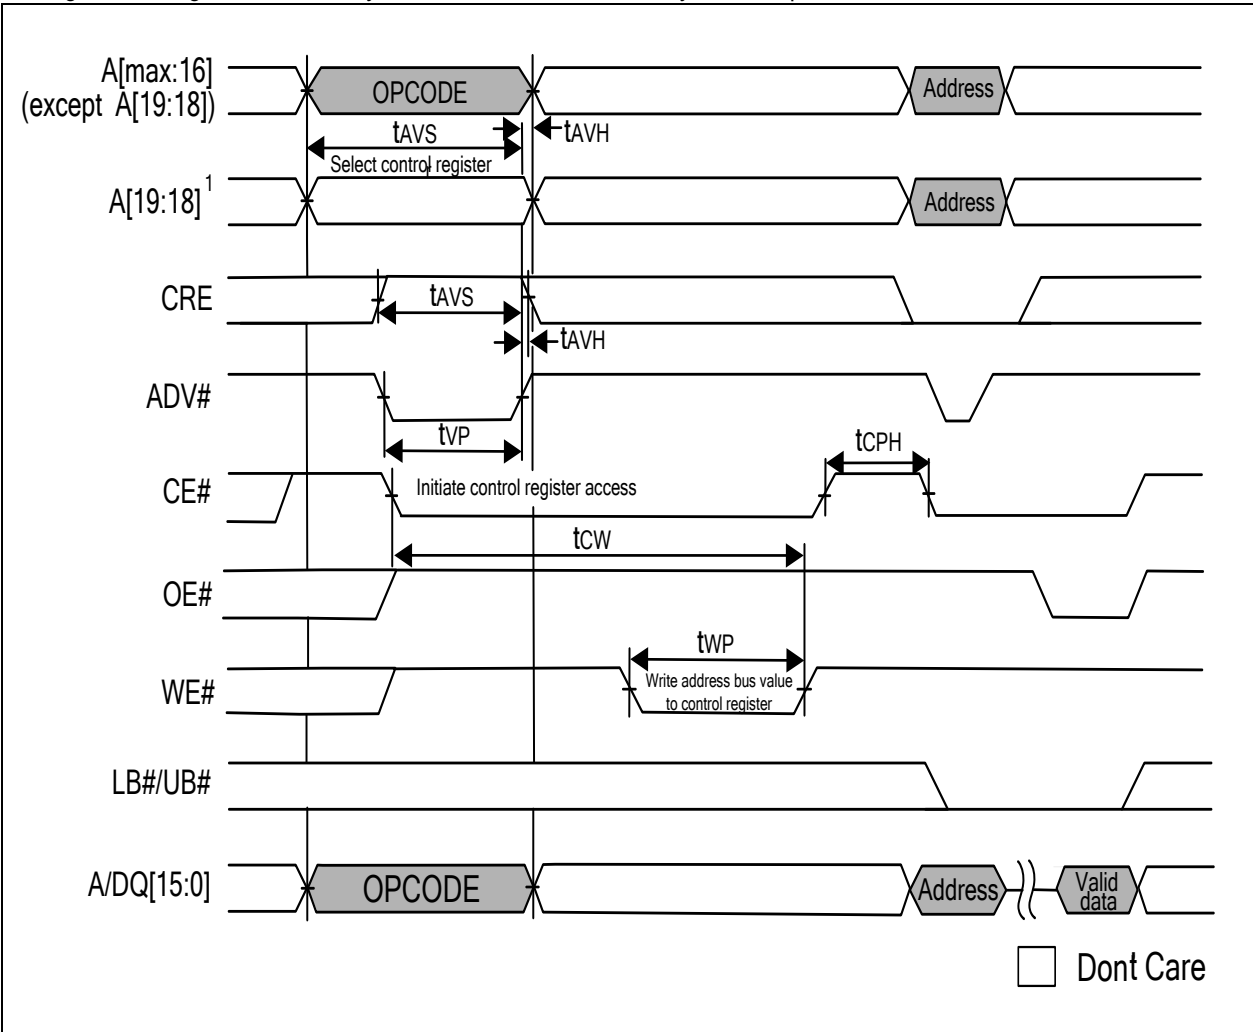 A[max:16]
(except A[19:18])
OPCODE
Address
tAVS
tAVH
Select control register
A[19:18]1
Address
CRE
tAVS
tAVH
ADV#
tVP
tCPH
CE#
Initiate control register access
tCW
OE#
tWP
WE#
Write address bus value
to control register
LB#/UB#
A/DQ[15:0]
OPCODE
Address
Valid
data
Dont Care